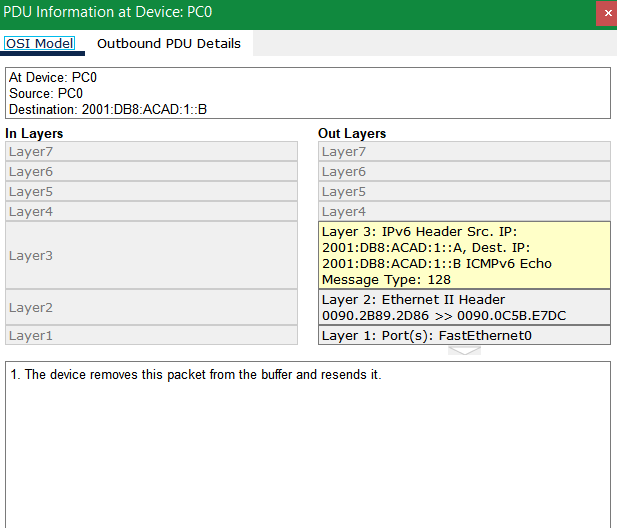 PDU Information at Device: PC0
×
OSI Model Outbound PDU Details
At Device: PC0
Source: PC0
Destination: 2001:DB8:ACAD:1::B
In Layers
Layer7
Layer6
Layer5
Layer4
Layer3
Layer2
Layer1
Out Layers
Layer7
Layer6
Layer5
Layer4
Layer 3: IPv6 Header Src. IP:
2001:DB8:ACAD:1::A, Dest. IP:
2001:DB8:ACAD:1::B ICMPv6 Echo
Message Type: 128
Layer 2: Ethernet II Header
0090.2B89.2D86 >> 0090.0C5B.E7DC
Layer 1: Port(s): FastEthernet0
1. The device removes this packet from the buffer and resends it.